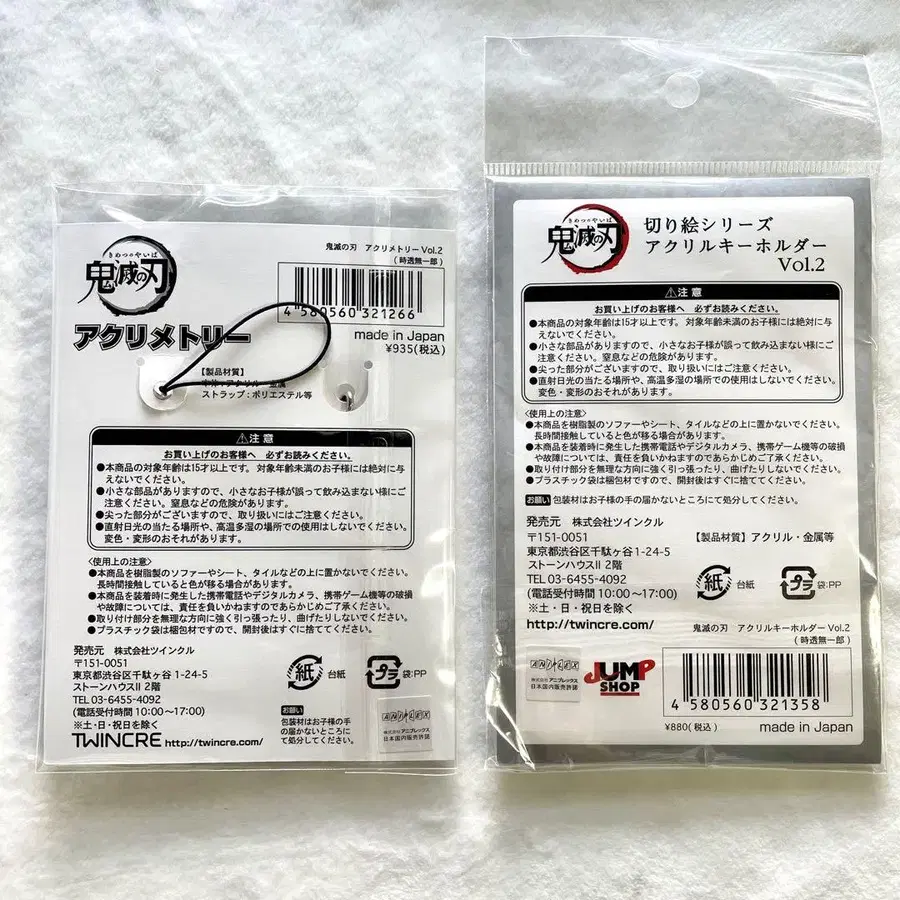 きめつのやいば
鬼滅の刃
鬼滅の刃 アクリメトリーVol.2
(時透無一郎)
4 580560 321266
アクリメトリー
made in Japan
¥935(税込)
【製品材質】
本体:アクリル・金属
ストラップ:ポリエステル等
⚠注意
お買い上げのお客様へ 必ずお読みください。
●本商品の対象年齢は15才以上です。対象年齢未満のお子様には絶対に与
えないでください。
●小さな部品がありますので、小さなお子様が誤って飲み込まない様にご
注意ください。窒息などの危険があります。
●尖った部分がございますので、取り扱いにはご注意ください。
●直射日光の当たる場所や、高温多湿の場所での使用はしないでください。
変色・変形のおそれがあります。
〈使用上の注意〉
●本商品を樹脂製のソファーやシート、タイルなどの上に置かないでください。
長時間接触していると色が移る場合があります。
●本商品を装着時に発生した携帯電話やデジタルカメラ、携帯ゲーム機等の破損
や故障については、責任を負いかねますのであらかじめご了承ください。
●取り付け部分を無理な方向に強く引っ張ったり、曲げたりしないでください。
●プラスチック袋は梱包材ですので、開封後はすぐに捨ててください。
発売元 株式会社ツインクル
〒151-0051
東京都渋谷区千駄ヶ谷1-24-5
ストーンハウスⅡ 2階
TEL 03-6455-4092
(電話受付時間 10:00〜17:00)
※土・日・祝日を除く
TWINCRE http://twincre.com/
紙 台紙
プラ 袋:PP
お願い
包装材はお子様の手
の届かないところに
て処分してください。
ANIPLEX
株式会社アニプレックス
日本国内販売許諾
きめつのやいば
鬼滅の刃
切り絵シリーズ
アクリルキーホルダー
Vol.2
⚠注意
お買い上げのお客様へ 必ずお読みください。
●本商品の対象年齢は15才以上です。対象年齢未満のお子様には絶対に与
えないでください。
●小さな部品がありますので、小さなお子様が誤って飲み込まない様にご
注意ください。窒息などの危険があります。
●尖った部分がございますので、取り扱いにはご注意ください。
●直射日光の当たる場所や、高温多湿の場所での使用はしないでください。
変色・変形のおそれがあります。
〈使用上の注意〉
●本商品を樹脂製のソファーやシート、タイルなどの上に置かないでください。
長時間接触していると色が移る場合があります。
●本商品を装着時に発生した携帯電話やデジタルカメラ、携帯ゲーム機等の破損
や故障については、責任を負いかねますのであらかじめご了承ください。
●取り付け部分を無理な方向に強く引っ張ったり、曲げたりしないでください。
●プラスチック袋は梱包材ですので、開封後はすぐに捨ててください。
お願い 包装材はお子様の手の届かないところにて処分してください。
発売元 株式会社ツインクル
〒151-0051
【製品材質】アクリル・金属等
東京都渋谷区千駄ヶ谷1-24-5
ストーンハウスⅡ 2階
TEL 03-6455-4092
(電話受付時間 10:00〜17:00)
※土・日・祝日を除く
紙 台紙
プラ 袋:PP
http://twincre.com/
鬼滅の刃 アクリルキーホルダー Vol.2
(時透無一郎)
ANIPLEX
株式会社アニプレックス
日本国内販売許諾
JUMP
SHOP
4 580560 321358
¥880(税込)
made in Japan